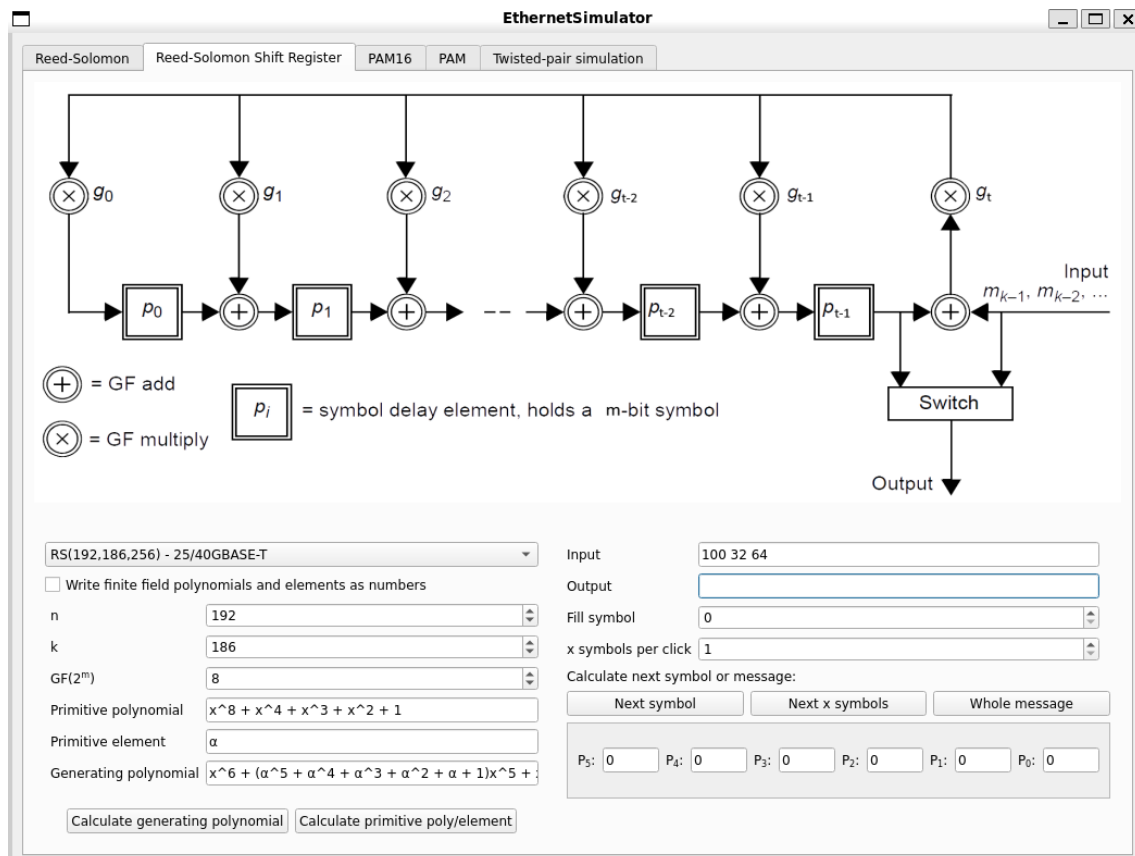 EthernetSimulator
Reed-Solomon
Reed-Solomon Shift Register
PAM16
PAM
Twisted-pair simulation
g₀
g₁
g₂
gₜ₋₂
gₜ₋₁
gₜ
Input
mₖ₋₁, mₖ₋₂, ...
p₀
p₁
pₜ₋₂
pₜ₋₁
= GF add
pᵢ
= symbol delay element, holds a m-bit symbol
= GF multiply
Switch
Output
RS(192,186,256) - 25/40GBASE-T
Write finite field polynomials and elements as numbers
n 192
k 186
GF(2ᵐ) 8
Primitive polynomial x^8 + x^4 + x^3 + x^2 + 1
Primitive element α
Generating polynomial x^6 + (α^5 + α^4 + α^3 + α^2 + α + 1)x^5 +
Calculate generating polynomial
Calculate primitive poly/element
Input 100 32 64
Output
Fill symbol 0
x symbols per click 1
Calculate next symbol or message:
Next symbol
Next x symbols
Whole message
P₅: 0 P₄: 0 P₃: 0 P₂: 0 P₁: 0 P₀: 0